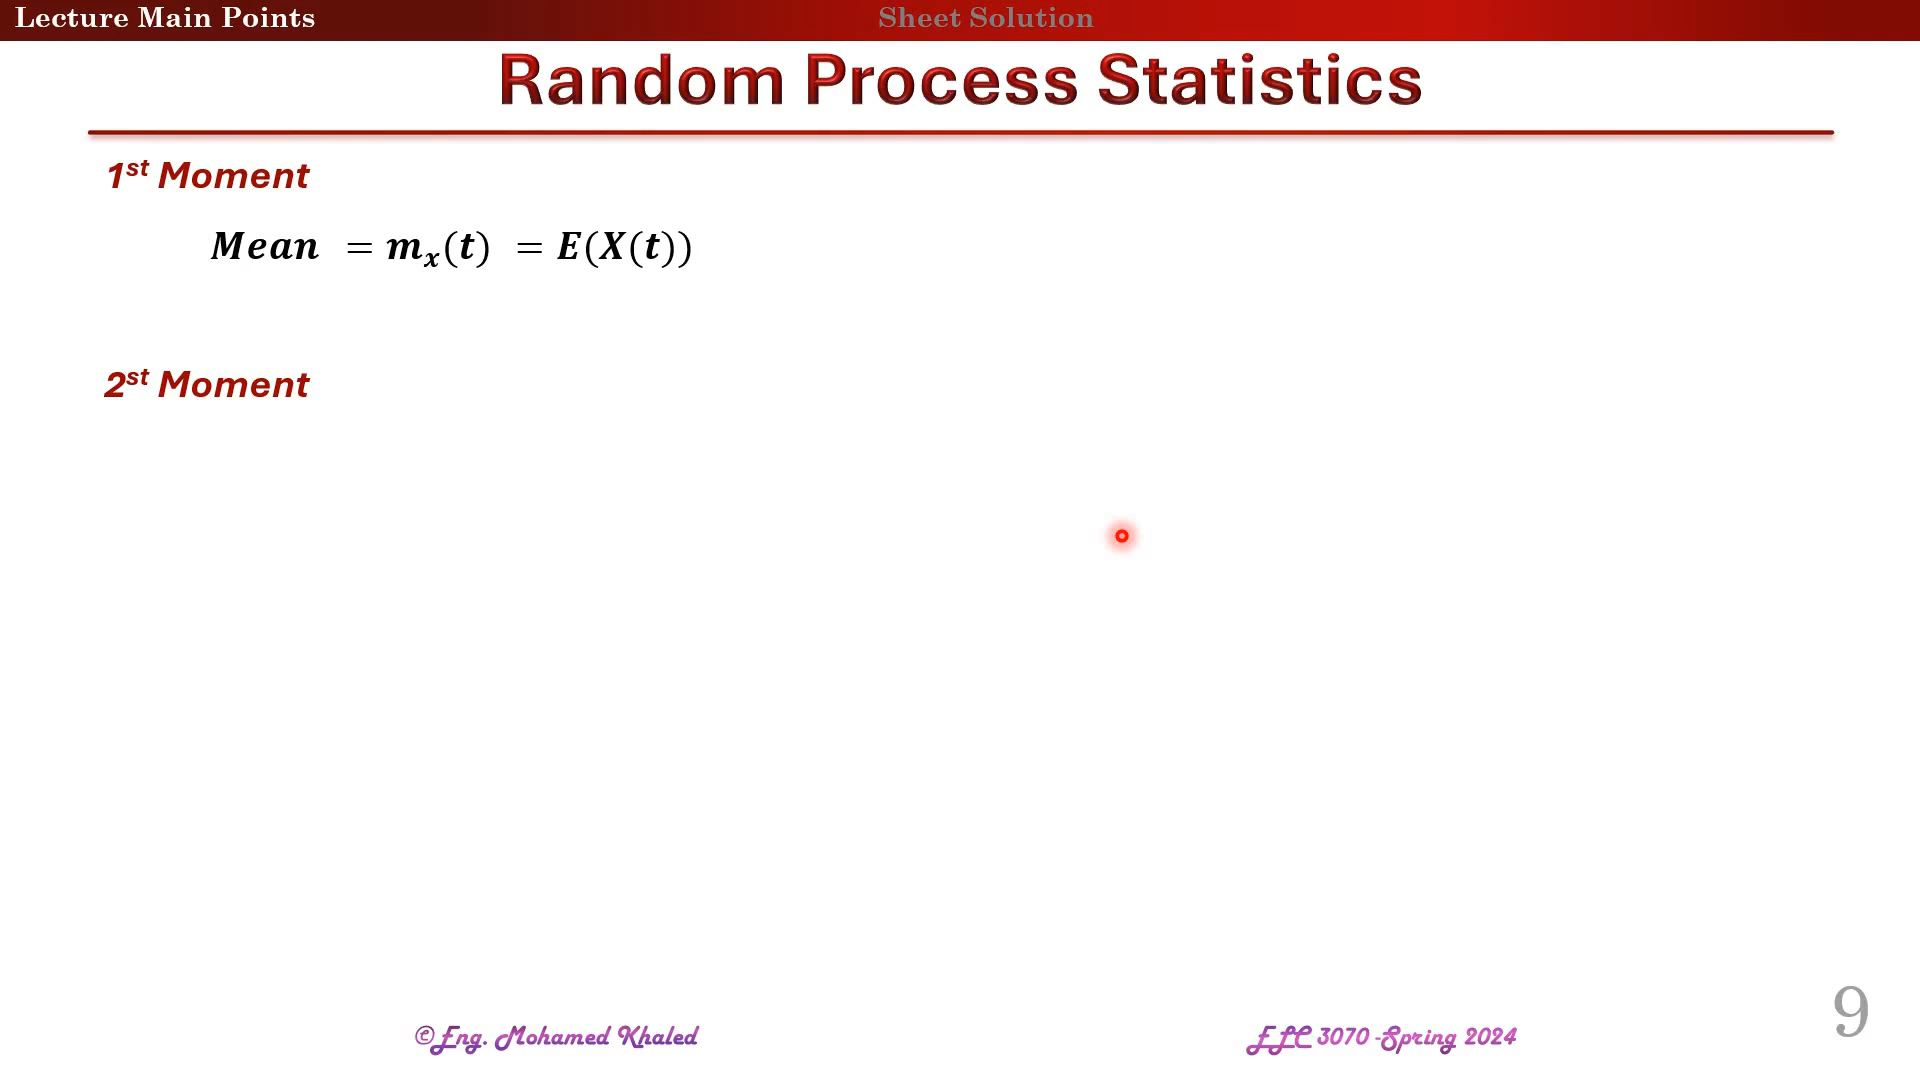 Lecture Main Points Sheet Solution
Random Process Statistics
1st Moment
Mean = mₓ(t) = E(X(t))
2st Moment
©Eng. Mohamed Khaled ELC 3070 -Spring 2024
9